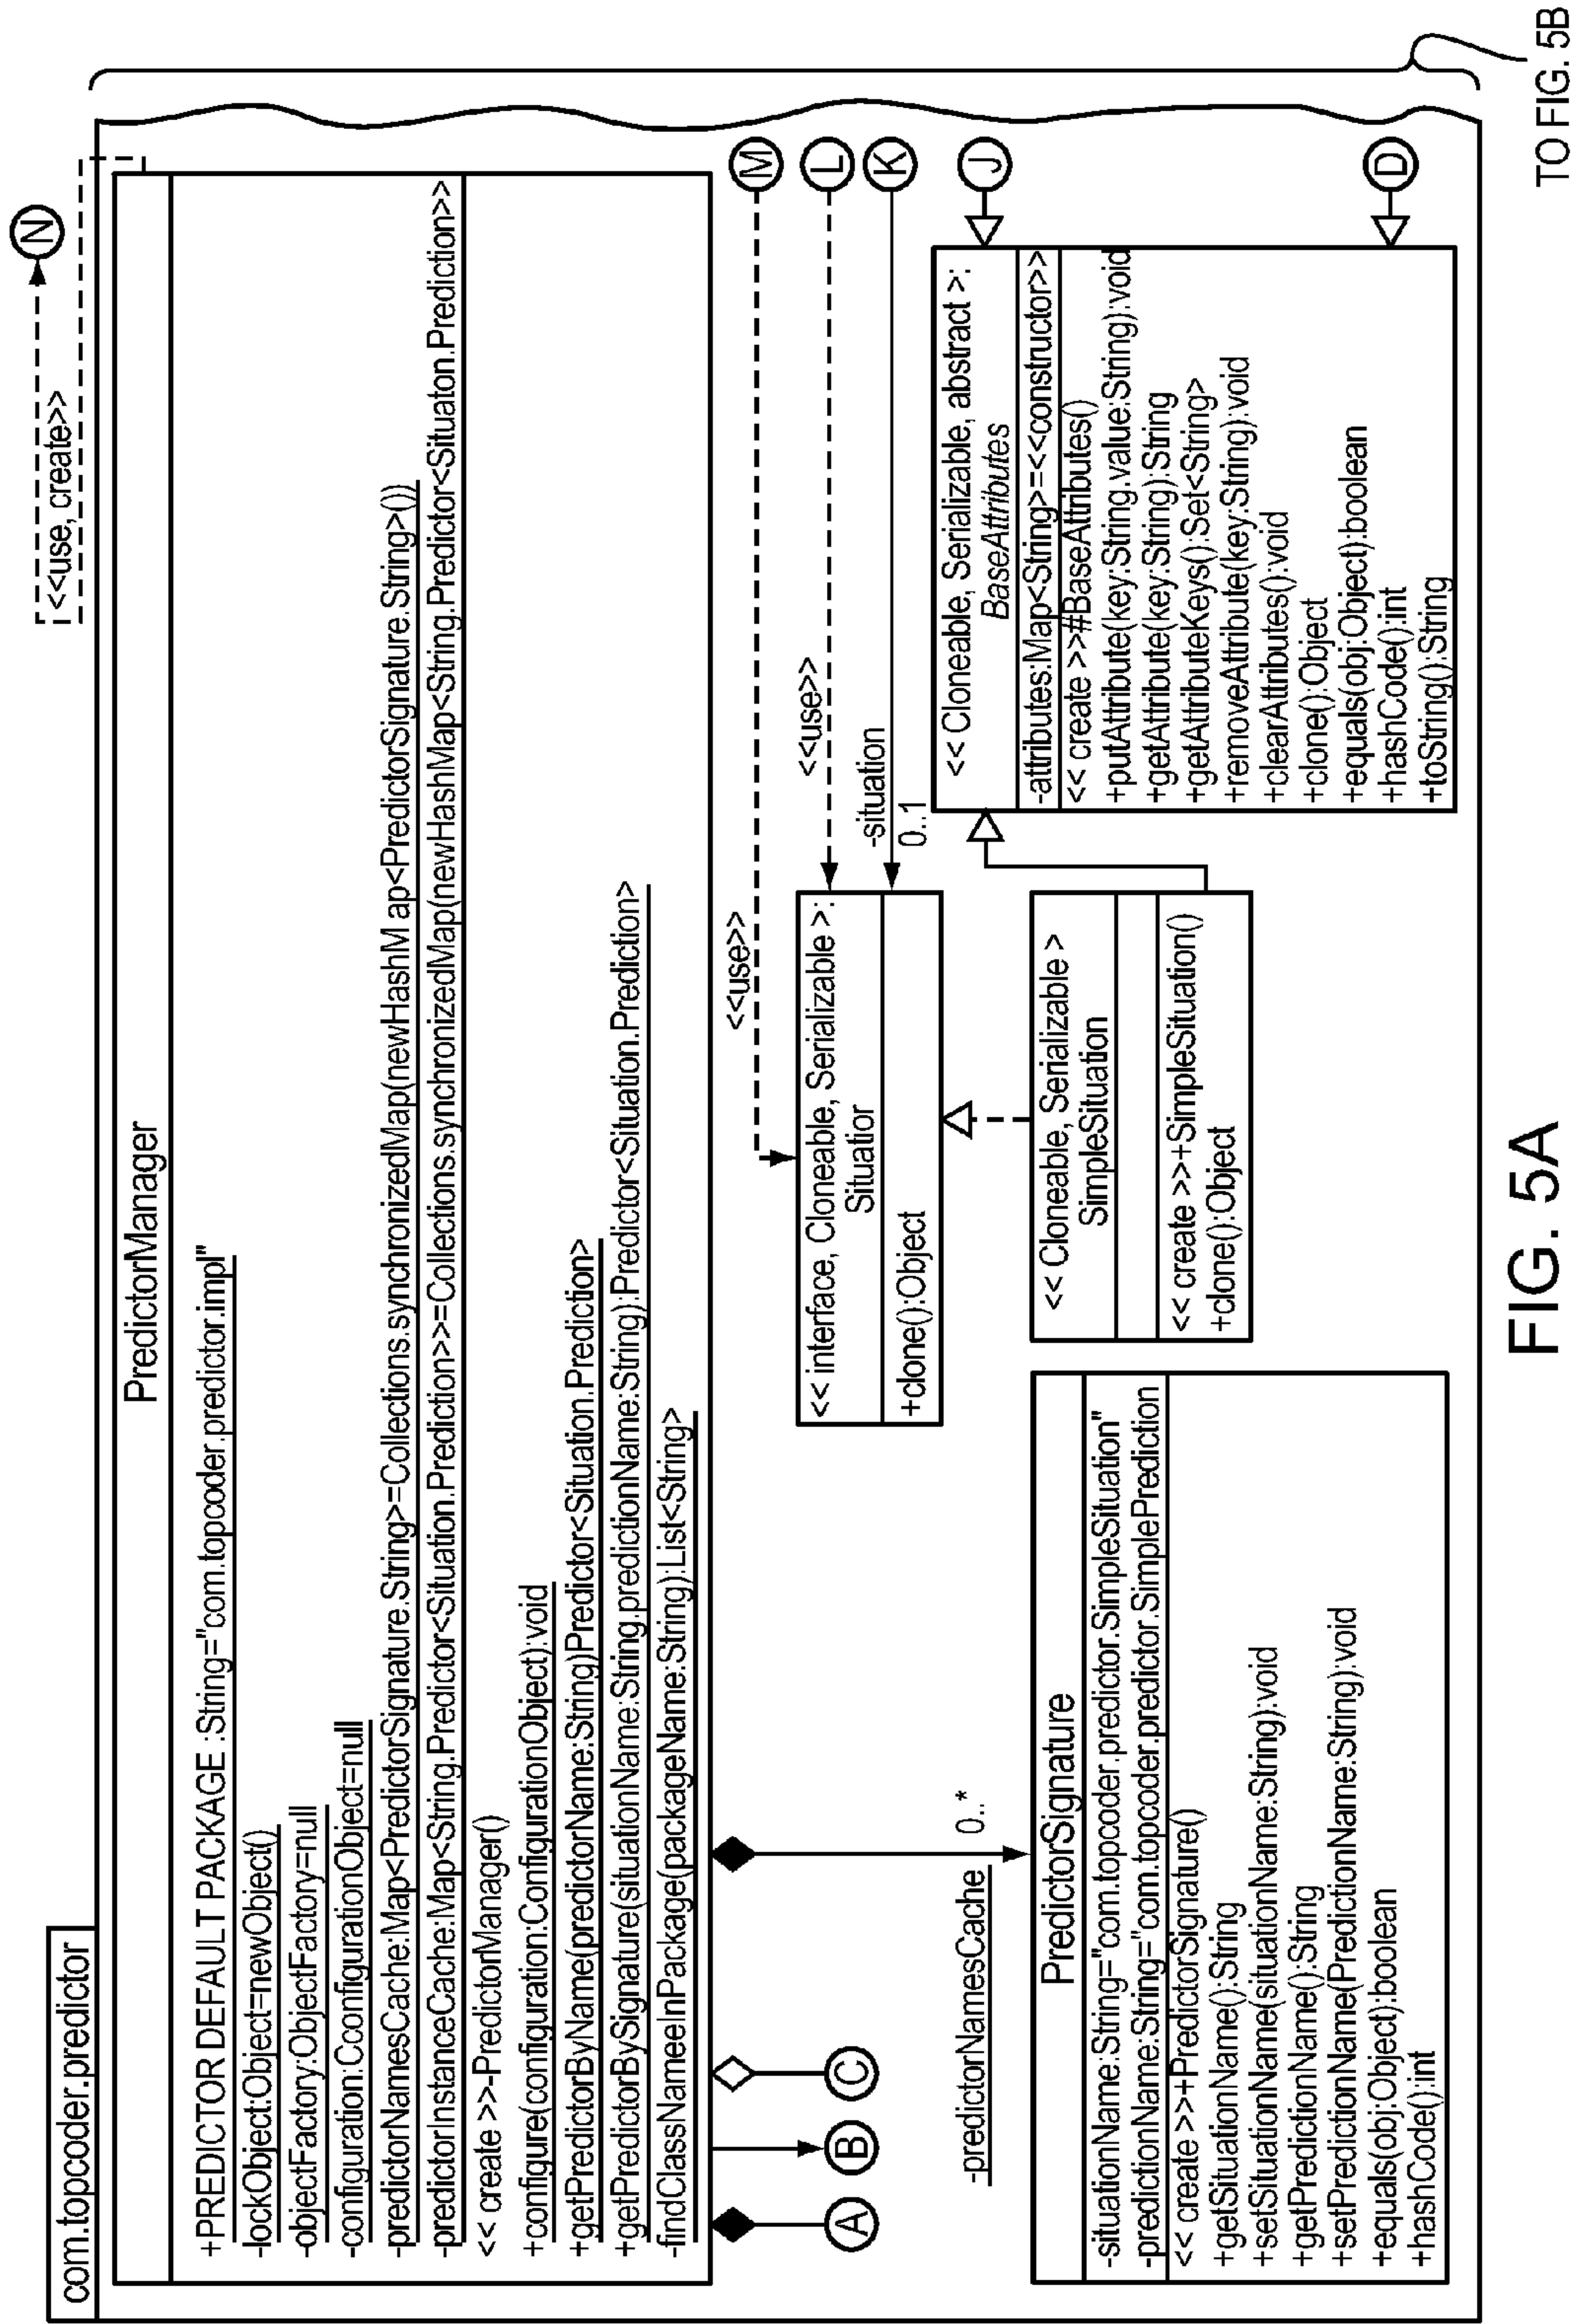 com.topcoder.predictor
<<use, create>>
N
PredictorManager
+PREDICTOR DEFAULT PACKAGE :String="com.topcoder.predictor.impl"
-lockObject:Object=newObject()
-objectFactory:ObjectFactory=null
-configuration:CconfigurationObject=null
-predictorNamesCache:Map<PredictorSignature.String>=Collections.synchronizedMap(newHashM ap<PredictorSignature.String>())
-predictorInstanceCache:Map<String.Predictor<Situation.Prediction>>=Collections.synchronizedMap(newHashMap<String.Predictor<Situaton.Prediction>>
<< create >>-PredictorManager()
+configure(configuration:ConfigurationObject):void
+getPredictorByName(predictorName:String)Predictor<Situation.Prediction>
+getPredictorBySignature(situationName:String.predictionName:String):Predictor<Situation.Prediction>
-findClassNameeInPackage(packageName:String):List<String>
A
B
C
-predictorNamesCache
0..*
<<use>>
M
<<use>>
L
-situation
0..1
K
<< interface, Cloneable, Serializable >:
Situatior
+clone():Object
PredictorSignature
-situationName:String="com.topcoder.predictor.SimpleSituation"
-predictionName:String="com.topcoder.predictor.SimplePrediction
<< create >>+PredictorSignature()
+getSituationName():String
+setSituationName(situationName:String):void
+getPredictionName():String
+setPredictionName(PredictionName:String):void
+equals(obj:Object):boolean
+hashCode():int
<< Cloneable, Serializable >
SimpleSituation
<< create >>+SimpleSituation()
+clone():Object
<< Cloneable, Serializable, abstract >:
BaseAttributes
-attributes:Map<String>=<<constructor>>
<< create >>#BaseAttributes()
+putAttribute(key:String.value:String):void
+getAttribute(key:String):String
+getAttributeKeys():Set<String>
+removeAttribute(key:String):void
+clearAttributes():void
+clone():Object
+equals(obj:Object):boolean
+hashCode():int
+toString():String
J
D
TO FIG. 5B
FIG. 5A